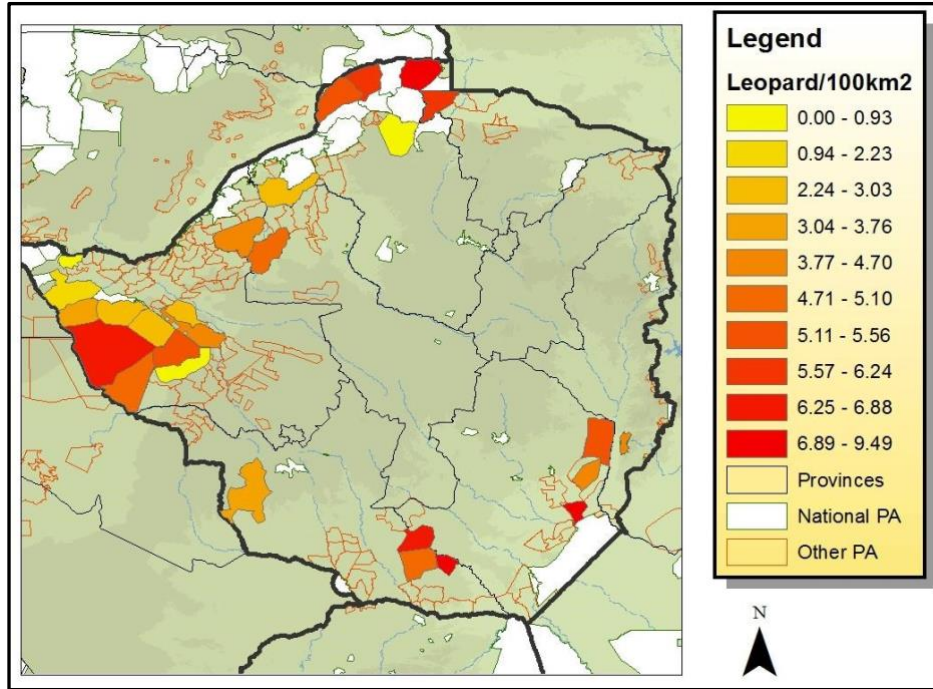 Legend
Leopard/100km2
0.00 - 0.93
0.94 - 2.23
2.24 - 3.03
3.04 - 3.76
3.77 - 4.70
4.71 - 5.10
5.11 - 5.56
5.57 - 6.24
6.25 - 6.88
6.89 - 9.49
Provinces
National PA
Other PA
N